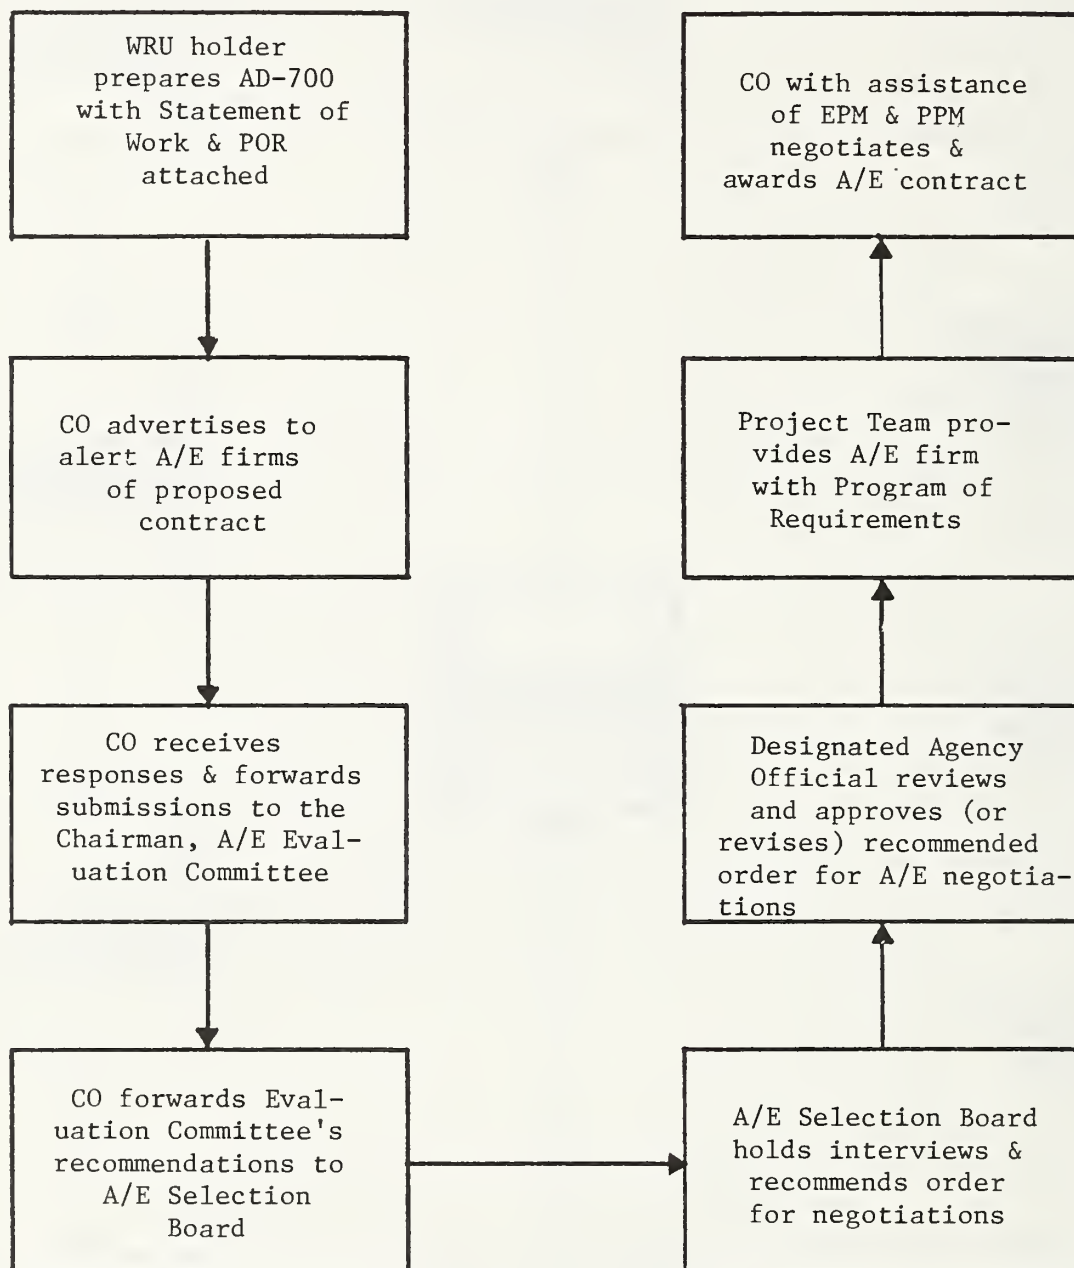 WRU holder
prepares AD-700
with Statement of
Work & POR
attached
CO advertises to
alert A/E firms
of proposed
contract
CO receives
responses & forwards
submissions to the
Chairman, A/E Eval-
uation Committee
CO forwards Eval-
uation Committee's
recommendations to
A/E Selection
Board
A/E Selection Board
holds interviews &
recommends order
for negotiations
Designated Agency
Official reviews
and approves (or
revises) recommended
order for A/E negotia-
tions
Project Team pro-
vides A/E firm
with Program of
Requirements
CO with assistance
of EPM & PPM
negotiates &
awards A/E contract